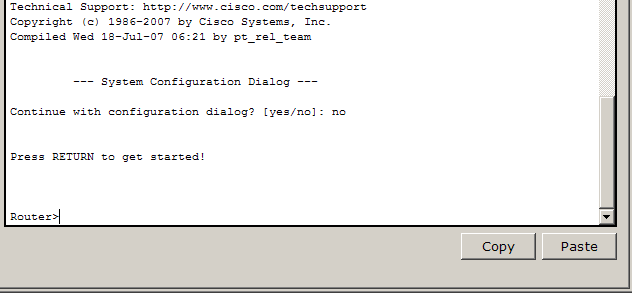 Technical Support: http://www.cisco.com/techsupport
Copyright (c) 1986-2007 by Cisco Systems, Inc.
Compiled Wed 18-Jul-07 06:21 by pt_rel_team
--- System Configuration Dialog ---
Continue with configuration dialog? [yes/no]: no
Press RETURN to get started!
Router>
Copy Paste